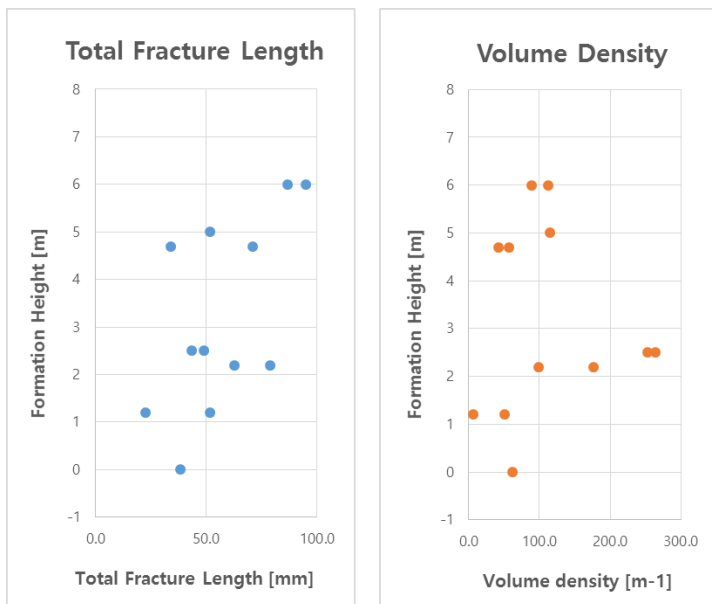 Total Fracture Length
8
7
6
5
4
3
2
1
0
-1
Formation Height [m]
0.0 50.0 100.0
Total Fracture Length [mm]
Volume Density
8
7
6
5
4
3
2
1
0
-1
Formation Height [m]
0.0 100.0 200.0 300.0
Volume density [m-1]